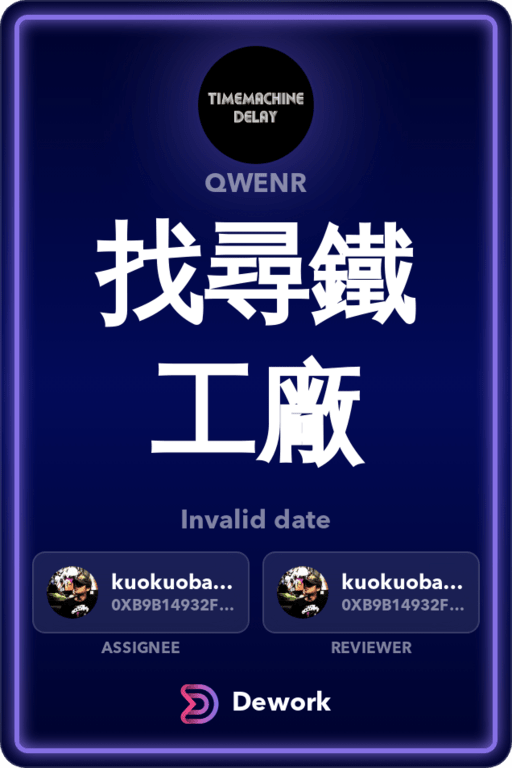 TIMEMACHINE
DELAY
QWENR
找尋鐵
工廠
Invalid date
kuokuoba...
0XB9B14932F...
ASSIGNEE
kuokuoba...
0XB9B14932F...
REVIEWER
Dework